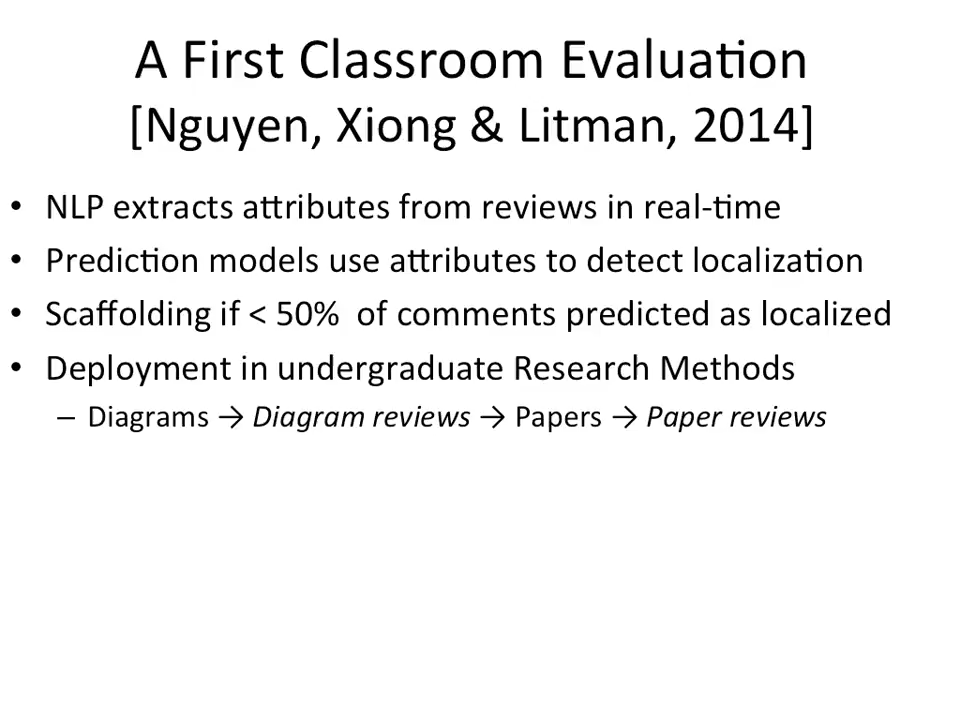 A First Classroom Evaluation
[Nguyen, Xiong & Litman, 2014]
• NLP extracts attributes from reviews in real-time
• Prediction models use attributes to detect localization
• Scaffolding if < 50% of comments predicted as localized
• Deployment in undergraduate Research Methods
– Diagrams → Diagram reviews → Papers → Paper reviews